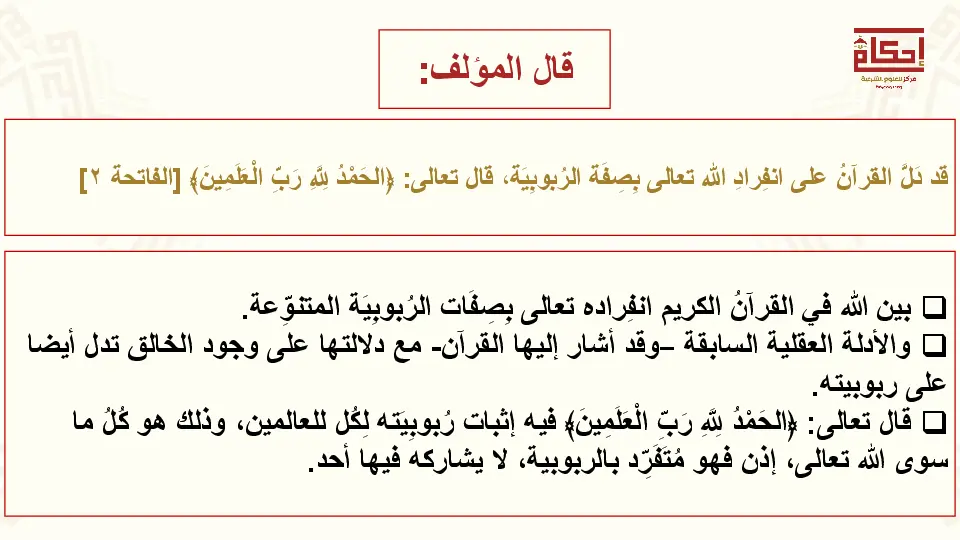 إحكام
مركز للعلوم الشرعية
قال المؤلف:
قد دَلَّ القرآنُ على انفِرادِ الله تعالى بِصِفَة الرُبوبِيَة، قال تعالى: ﴿الحَمْدُ لِلَّهِ رَبِّ الْعَلَمِينَ﴾ [الفاتحة ٢]
❑ بين الله في القرآنُ الكريم انفِراده تعالى بِصِفَات الرُبوبِيَة المتنوِّعة.
❑ والأدلة العقلية السابقة –وقد أشار إليها القرآن- مع دلالتها على وجود الخالق تدل أيضا
على ربوبيته.
❑ قال تعالى: ﴿الحَمْدُ لِلَّهِ رَبِّ الْعَلَمِينَ﴾ فيه إثبات رُبوبِيَته لِكُل للعالمين، وذلك هو كُلُ ما
سوى الله تعالى، إذن فهو مُتَفَرِّد بالربوبية، لا يشاركه فيها أحد.